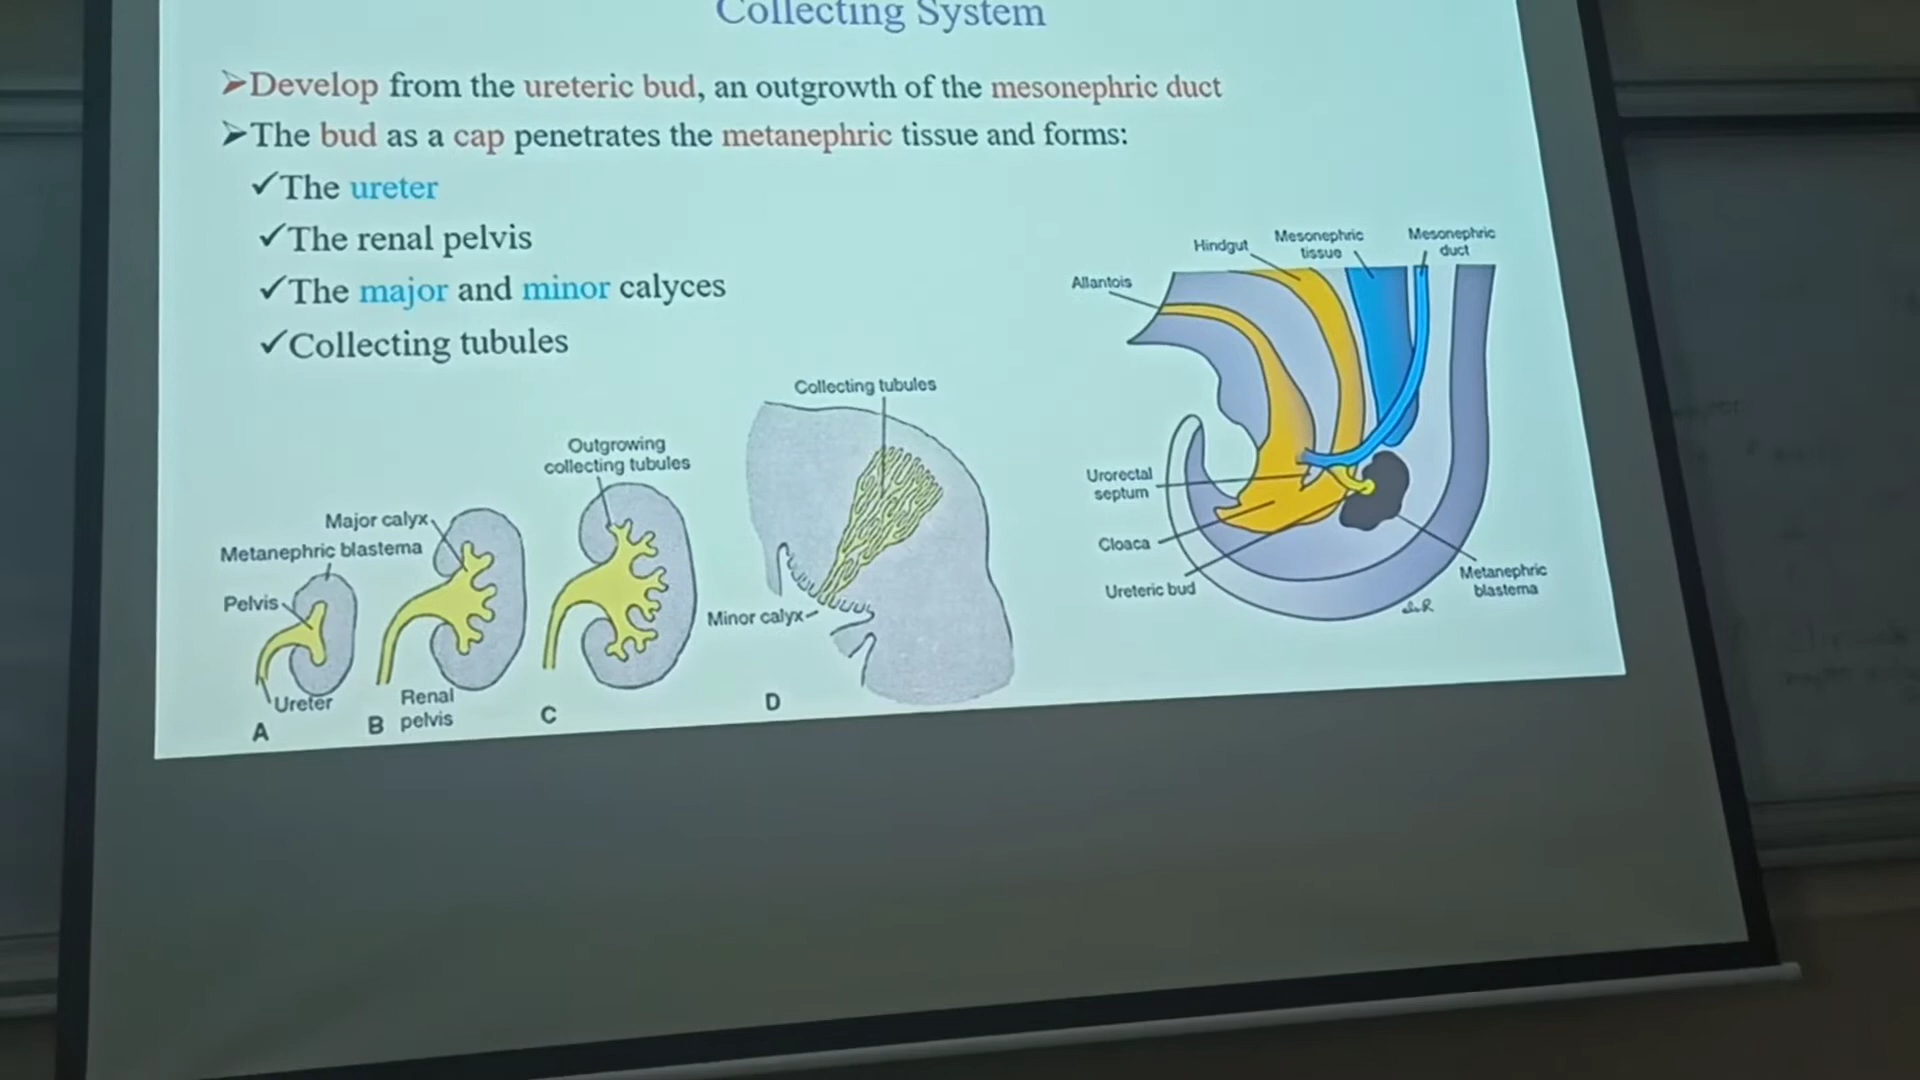 Collecting System
➤Develop from the ureteric bud, an outgrowth of the mesonephric duct
➤The bud as a cap penetrates the metanephric tissue and forms:
✓The ureter
✓The renal pelvis
✓The major and minor calyces
✓Collecting tubules
Major calyx
Metanephric blastema
Pelvis
Ureter
A
Renal
pelvis
B
Outgrowing
collecting tubules
C
Collecting tubules
Minor calyx
D
Hindgut
Mesonephric
tissue
Mesonephric
duct
Allantois
Urorectal
septum
Cloaca
Ureteric bud
Metanephric
blastema